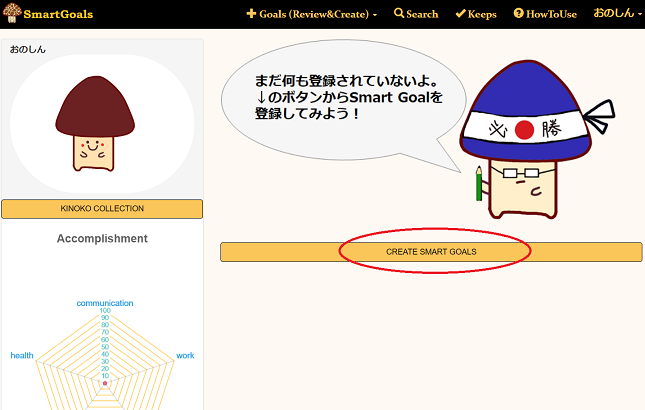 SmartGoals
Goals (Review&Create)
Search
Keeps
HowToUse
おのしん
おのしん
KINOKO COLLECTION
Accomplishment
communication
100
90
80
70
60
50
40
30
20
10
health
work
まだ何も登録されていないよ。
↓のボタンからSmart Goalを
登録してみよう！
必 勝
CREATE SMART GOALS